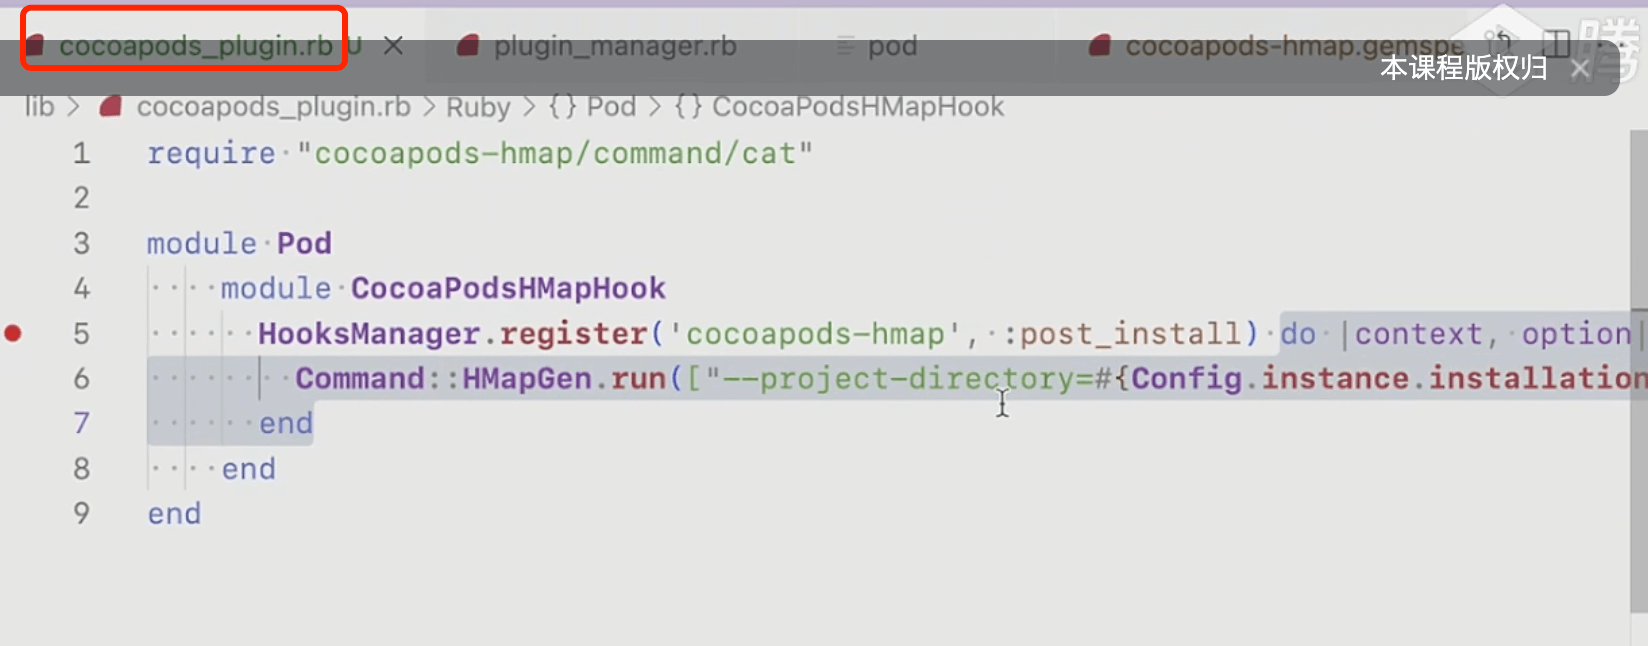 cocoapods_plugin.rb U
plugin_manager.rb
pod
cocoapods-hmap.gemspe
腾
本课程版权归
lib > cocoapods_plugin.rb > Ruby > {} Pod > {} CocoaPodsHMapHook
1 require "cocoapods-hmap/command/cat"
2
3 module Pod
4 module CocoaPodsHMapHook
5 HooksManager.register('cocoapods-hmap', :post_install) do |context, option|
6 Command::HMapGen.run(["--project-directory=#{Config.instance.installation
7 end
8 end
9 end